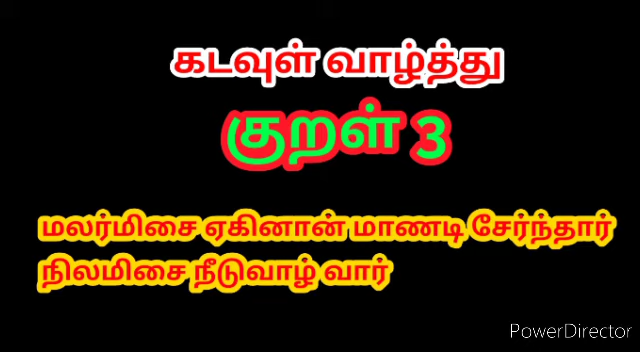 கடவுள் வாழ்த்து
குறள் 3
மலர்மிசை ஏகினான் மாணடி சேர்ந்தார்
நிலமிசை நீடுவாழ் வார்
PowerDirector